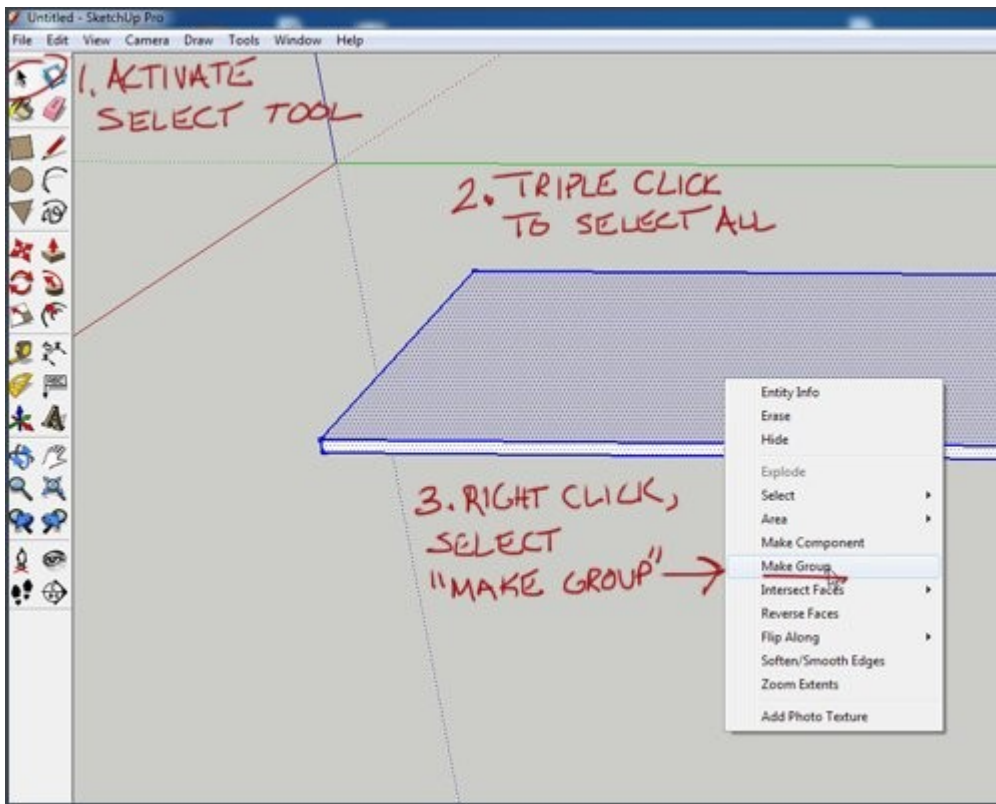 Untitled - SketchUp Pro
File Edit View Camera Draw Tools Window Help
1. ACTIVATE
SELECT TOOL
2. TRIPLE CLICK
TO SELECT ALL
Entity Info
Erase
Hide
Explode
Select
Area
Make Component
Make Group
Intersect Faces
Reverse Faces
Flip Along
Soften/Smooth Edges
Zoom Extents
Add Photo Texture
3. RIGHT CLICK,
SELECT
"MAKE GROUP"